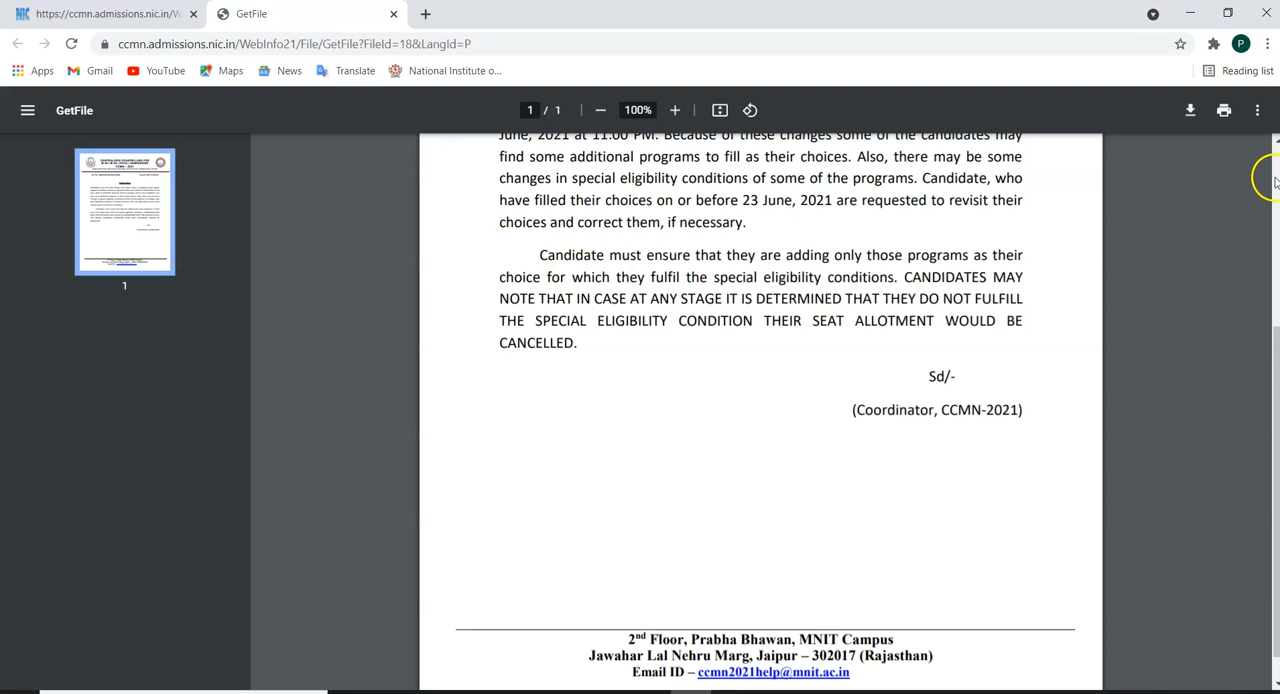 https://ccmn.admissions.nic.in/W
GetFile
ccmn.admissions.nic.in/WebInfo21/File/GetFile?FileId=18&LangId=P
P
Apps
Gmail
YouTube
Maps
News
Translate
National Institute o...
Reading list
GetFile
1 / 1
100%
June, 2021 at 11:00 PM. Because of these changes some of the candidates may
find some additional programs to fill as their choices. Also, there may be some
changes in special eligibility conditions of some of the programs. Candidate, who
have filled their choices on or before 23 June, 2021 are requested to revisit their
choices and correct them, if necessary.
Candidate must ensure that they are adding only those programs as their
choice for which they fulfil the special eligibility conditions. CANDIDATES MAY
NOTE THAT IN CASE AT ANY STAGE IT IS DETERMINED THAT THEY DO NOT FULFILL
THE SPECIAL ELIGIBILITY CONDITION THEIR SEAT ALLOTMENT WOULD BE
CANCELLED.
Sd/-
(Coordinator, CCMN-2021)
2nd Floor, Prabha Bhawan, MNIT Campus
Jawahar Lal Nehru Marg, Jaipur – 302017 (Rajasthan)
Email ID – ccmn2021help@mnit.ac.in
1